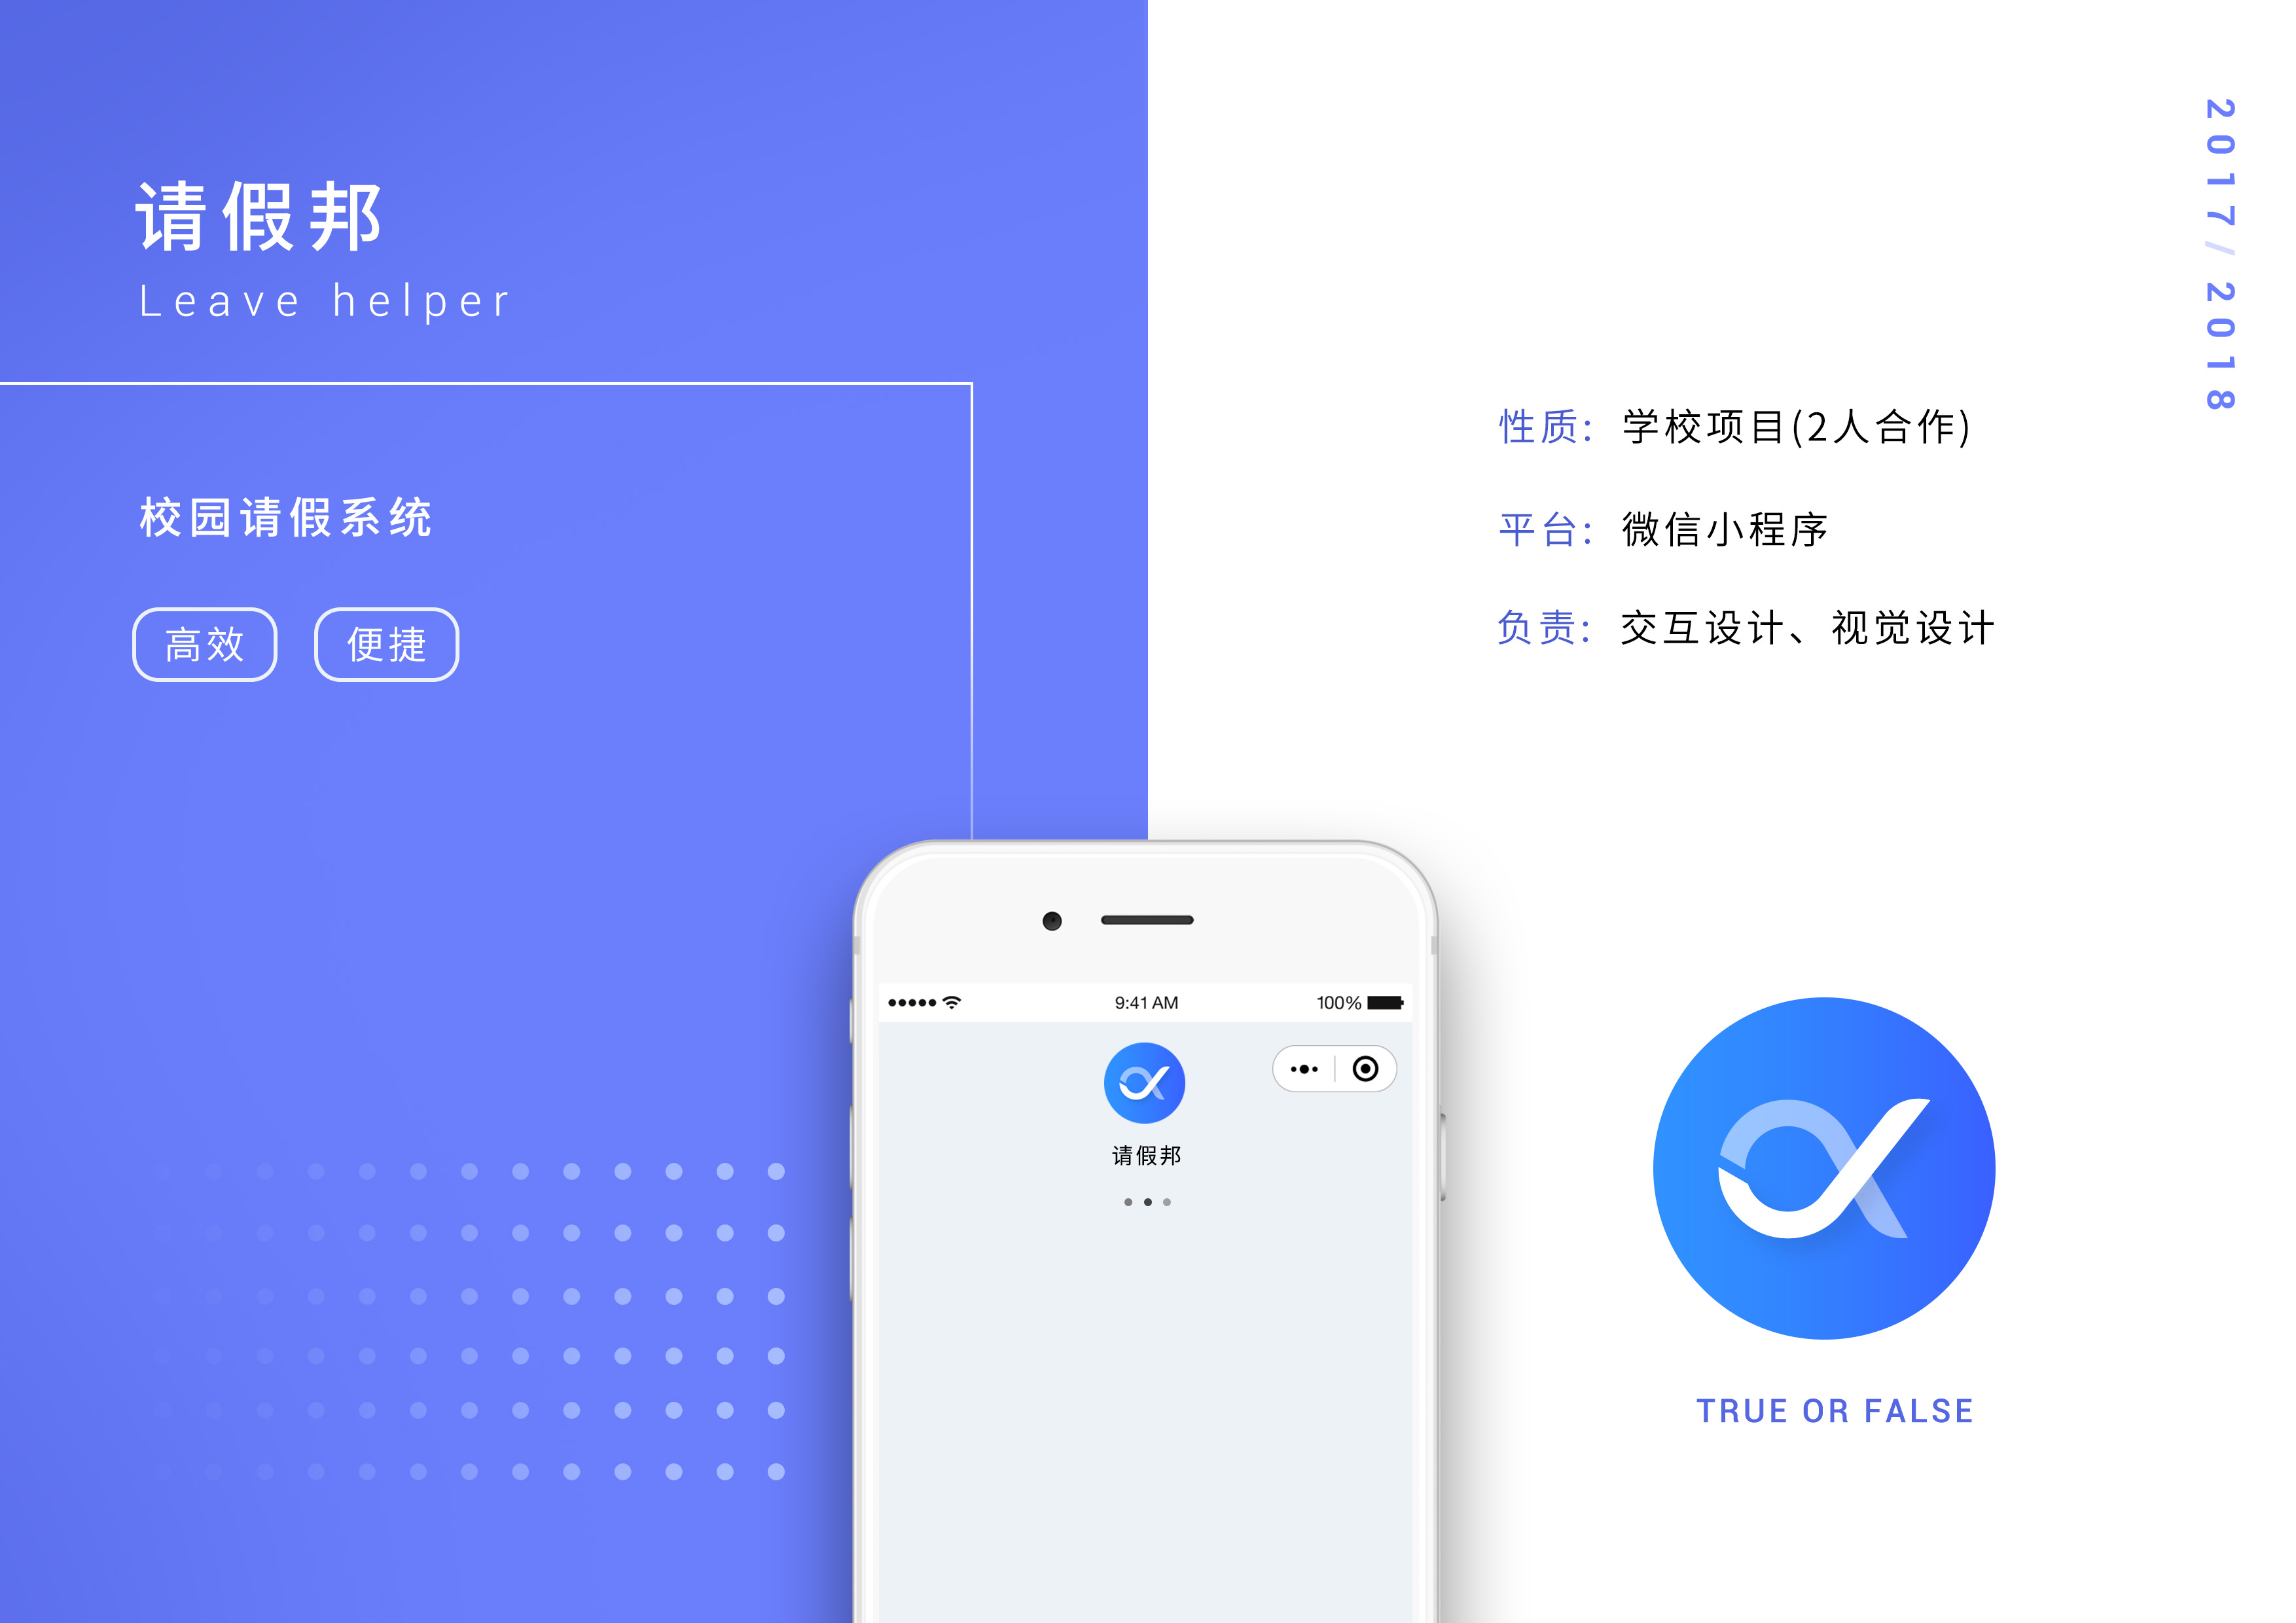 请假邦
Leave helper
校园请假系统
高效
便捷
2017/2018
性质: 学校项目(2人合作)
平台: 微信小程序
负责: 交互设计、视觉设计
9:41 AM
100%
请假邦
TRUE OR FALSE